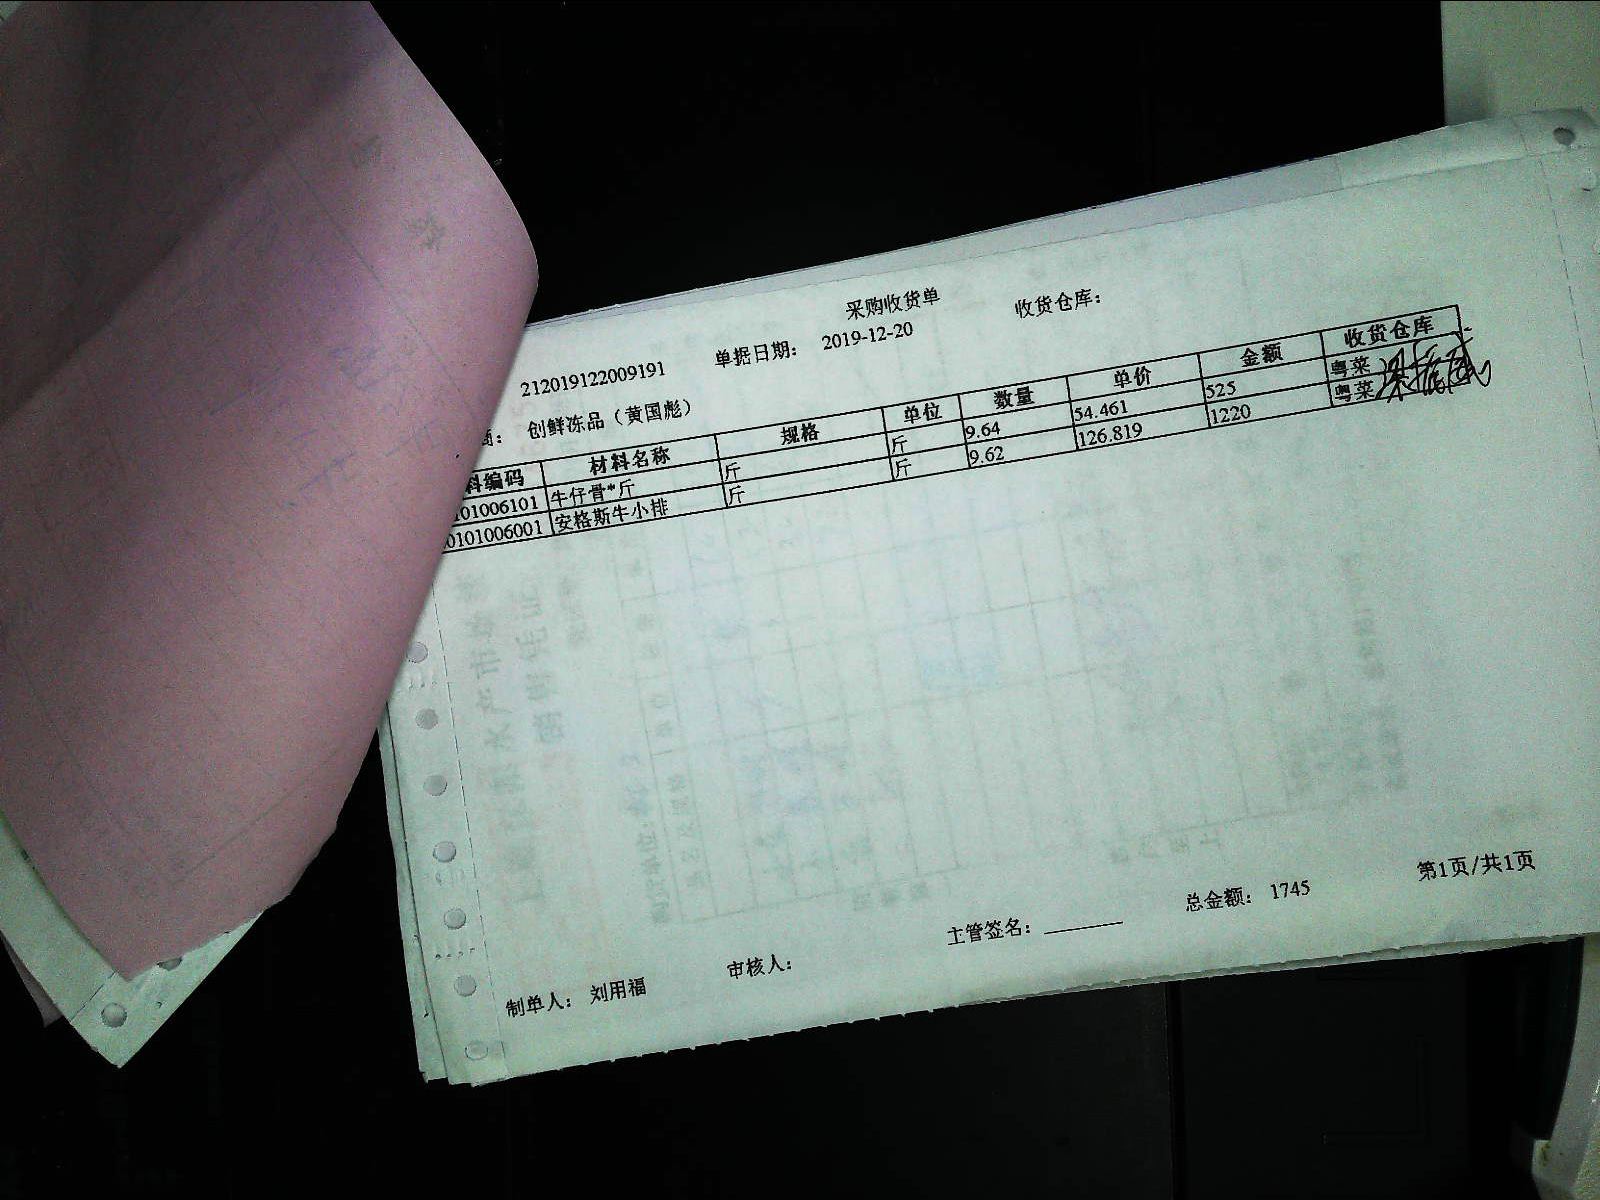 采购收货单
212019122009191 单据日期: 2019-12-20 收货仓库:
商: 创鲜冻品（黄国彪）
料编码 材料名称 规格 单位 数量 单价 金额 收货仓库
01006101 牛仔骨*斤 斤 斤 9.64 54.461 525 粤菜
0101006001 安格斯牛小排 斤 斤 9.62 126.819 1220 粤菜
总金额: 1745 第1页/共1页
制单人: 刘用福 审核人: 主管签名: